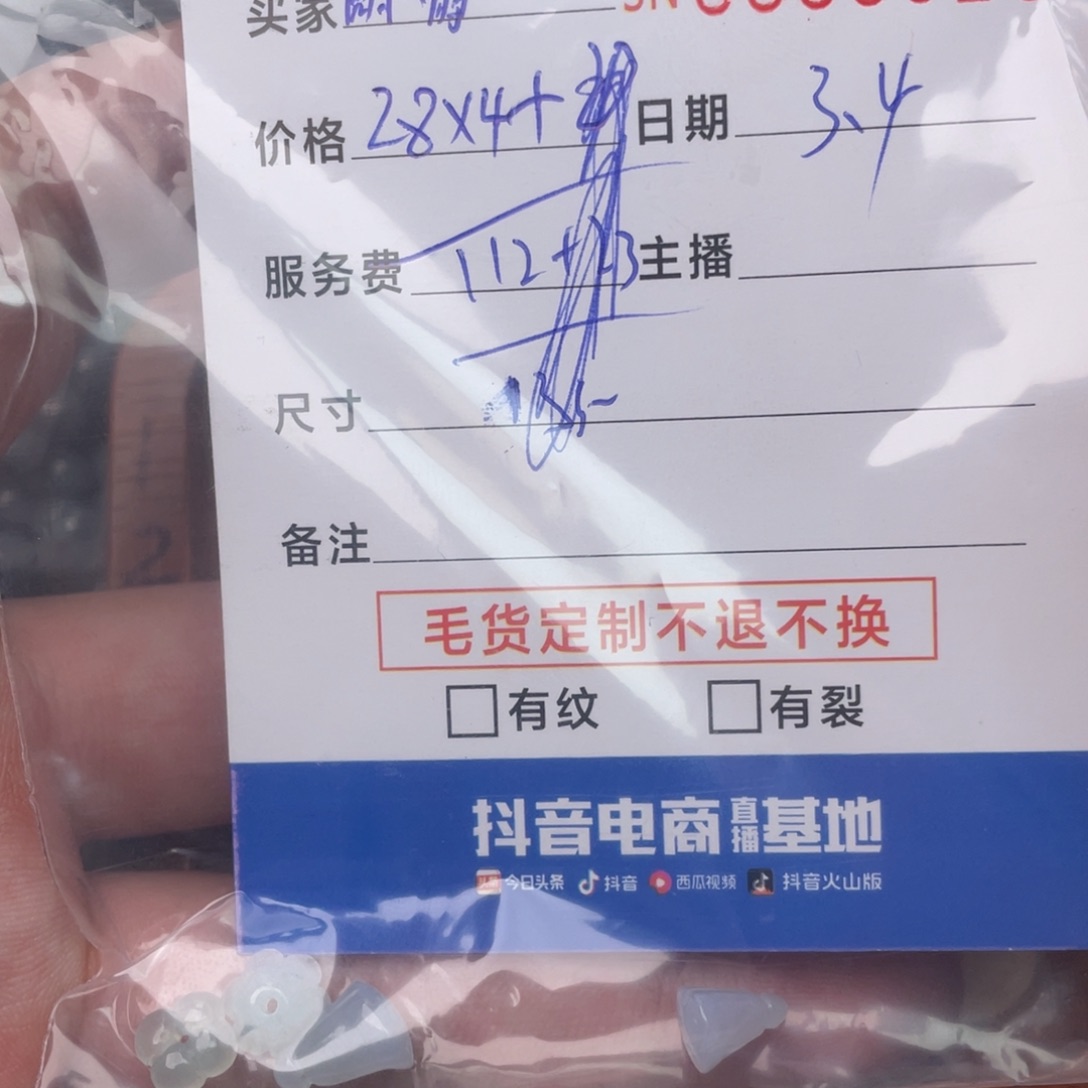 买家
价格 28×4+ 日期 3.4
服务费 112+ 主播
尺寸
备注
毛货定制不退不换
有纹 有裂
抖音电商直播基地
今日头条 抖音 西瓜视频 抖音火山版